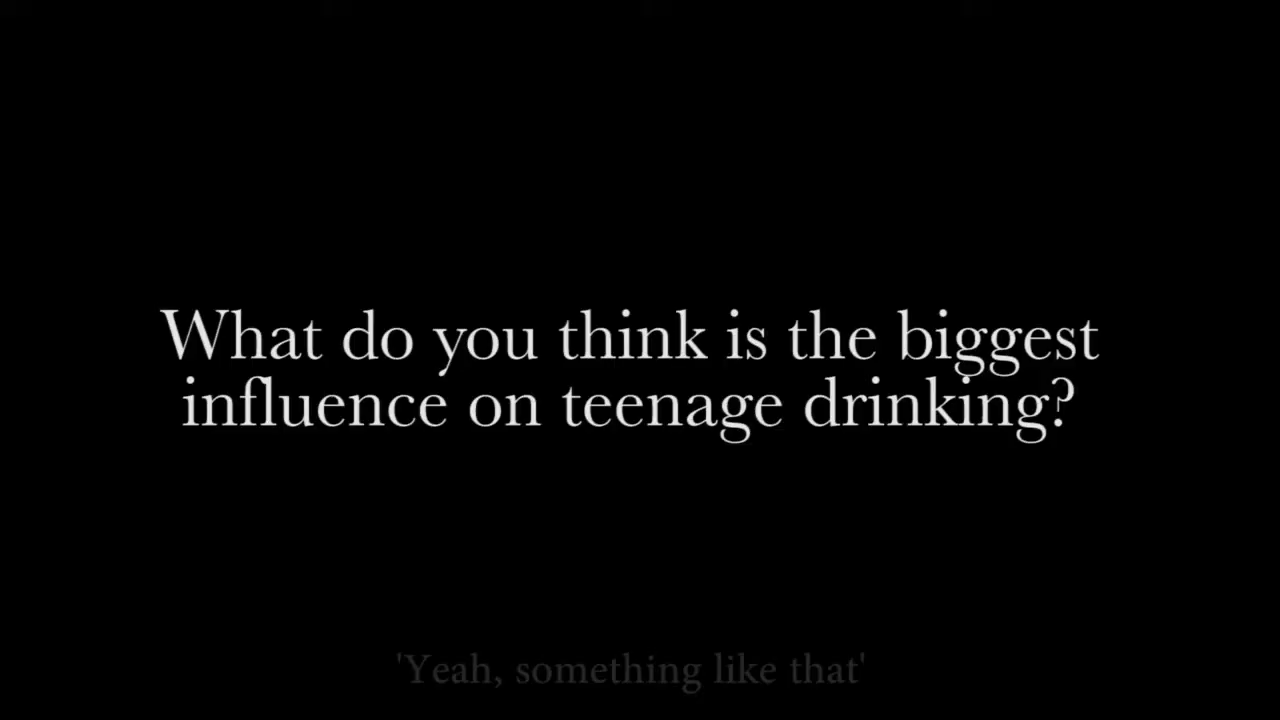 What do you think is the biggest
influence on teenage drinking?
'Yeah, something like that'